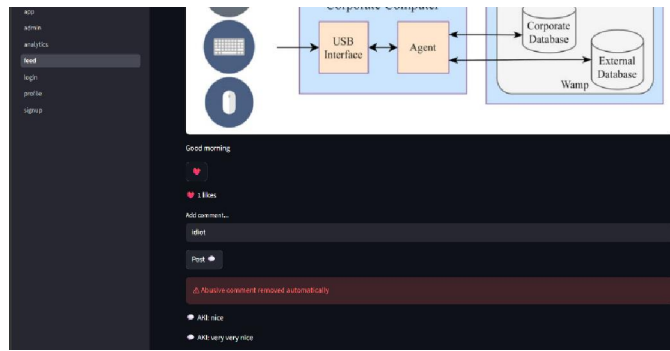 app
admin
analytics
feed
login
profile
signup
Corporate Computer
USB
Interface
Agent
Corporate
Database
External
Database
Wamp
Good morning
1 likes
Add comment...
idiot
Post
Abusive comment removed automatically
AKI: nice
AKI: very very nice